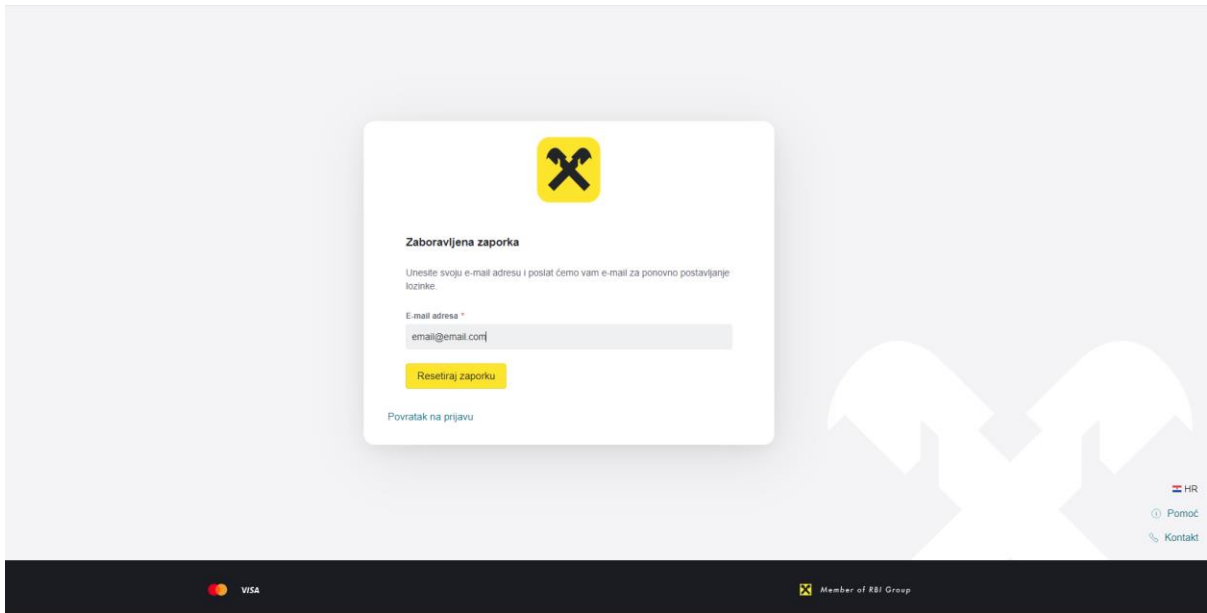 Zaboravljena zaporka
Unesite svoju e-mail adresu i poslat ćemo vam e-mail za ponovno postavljanje
lozinke.
E-mail adresa *
email@email.com
Resetiraj zaporku
Povratak na prijavu
HR
Pomoć
Kontakt
VISA
Member of RBI Group